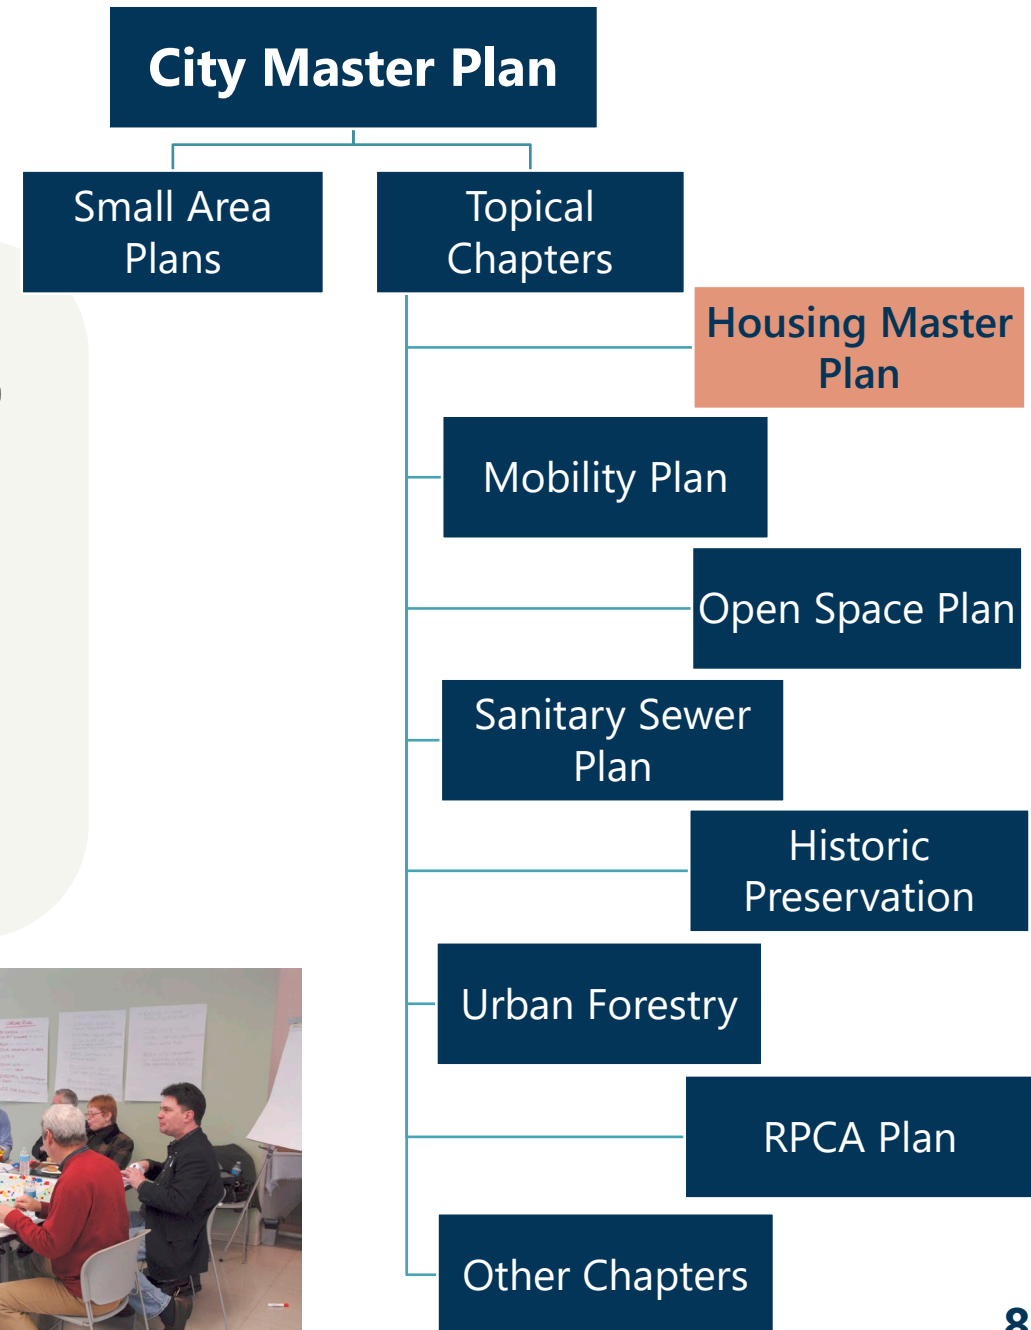 City Master Plan
Small Area
Plans
Topical
Chapters
Housing Master
Plan
Mobility Plan
Open Space Plan
Sanitary Sewer
Plan
Historic
Preservation
Urban Forestry
RPCA Plan
Other Chapters
8